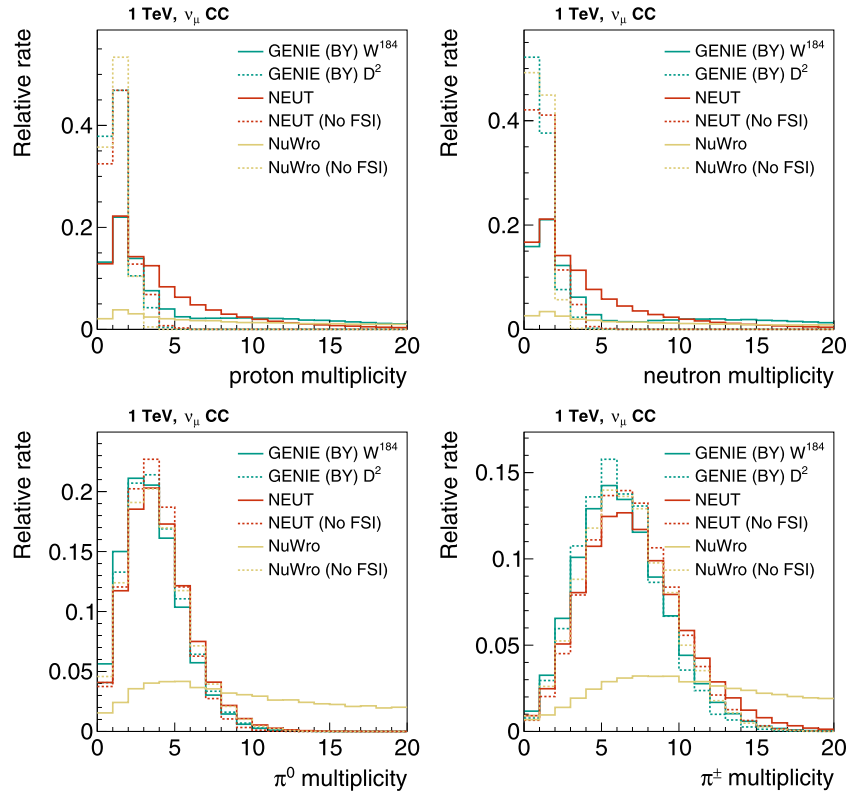 1 TeV, νμ CC
Relative rate
GENIE (BY) W¹⁸⁴
GENIE (BY) D²
NEUT
NEUT (No FSI)
NuWro
NuWro (No FSI)
0.4
0.2
0
0 5 10 15 20
proton multiplicity
1 TeV, νμ CC
Relative rate
GENIE (BY) W¹⁸⁴
GENIE (BY) D²
NEUT
NEUT (No FSI)
NuWro
NuWro (No FSI)
0.4
0.2
0
0 5 10 15 20
neutron multiplicity
1 TeV, νμ CC
Relative rate
GENIE (BY) W¹⁸⁴
GENIE (BY) D²
NEUT
NEUT (No FSI)
NuWro
NuWro (No FSI)
0.2
0.15
0.1
0.05
0
0 5 10 15 20
π⁰ multiplicity
1 TeV, νμ CC
Relative rate
GENIE (BY) W¹⁸⁴
GENIE (BY) D²
NEUT
NEUT (No FSI)
NuWro
NuWro (No FSI)
0.15
0.1
0.05
0
0 5 10 15 20
π± multiplicity